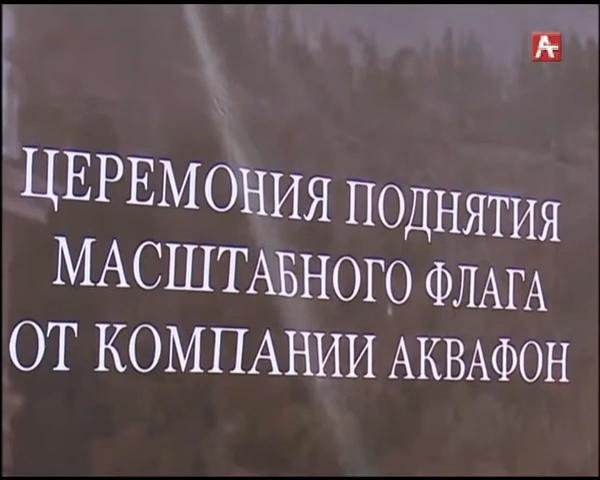 ЦЕРЕМОНИЯ ПОДНЯТИЯ
МАСШТАБНОГО ФЛАГА
ОТ КОМПАНИИ АКВАФОН